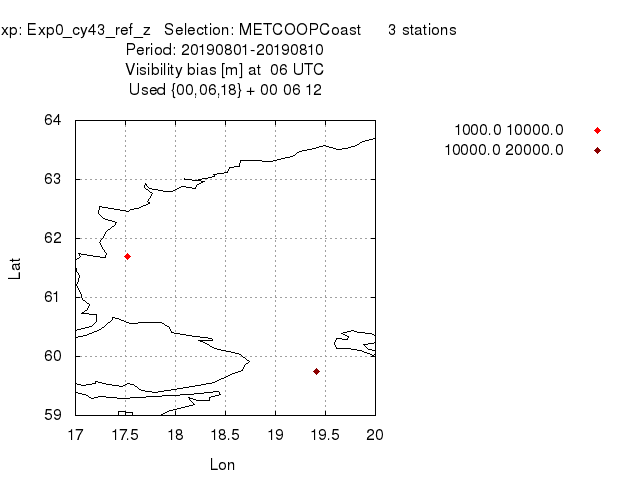 xp: Exp0_cy43_ref_z Selection: METCOOPCoast 3 stations
Period: 20190801-20190810
Visibility bias [m] at 06 UTC
Used {00,06,18} + 00 06 12
1000.0 10000.0
10000.0 20000.0
64
63
62
61
60
59
Lat
17 17.5 18 18.5 19 19.5 20
Lon